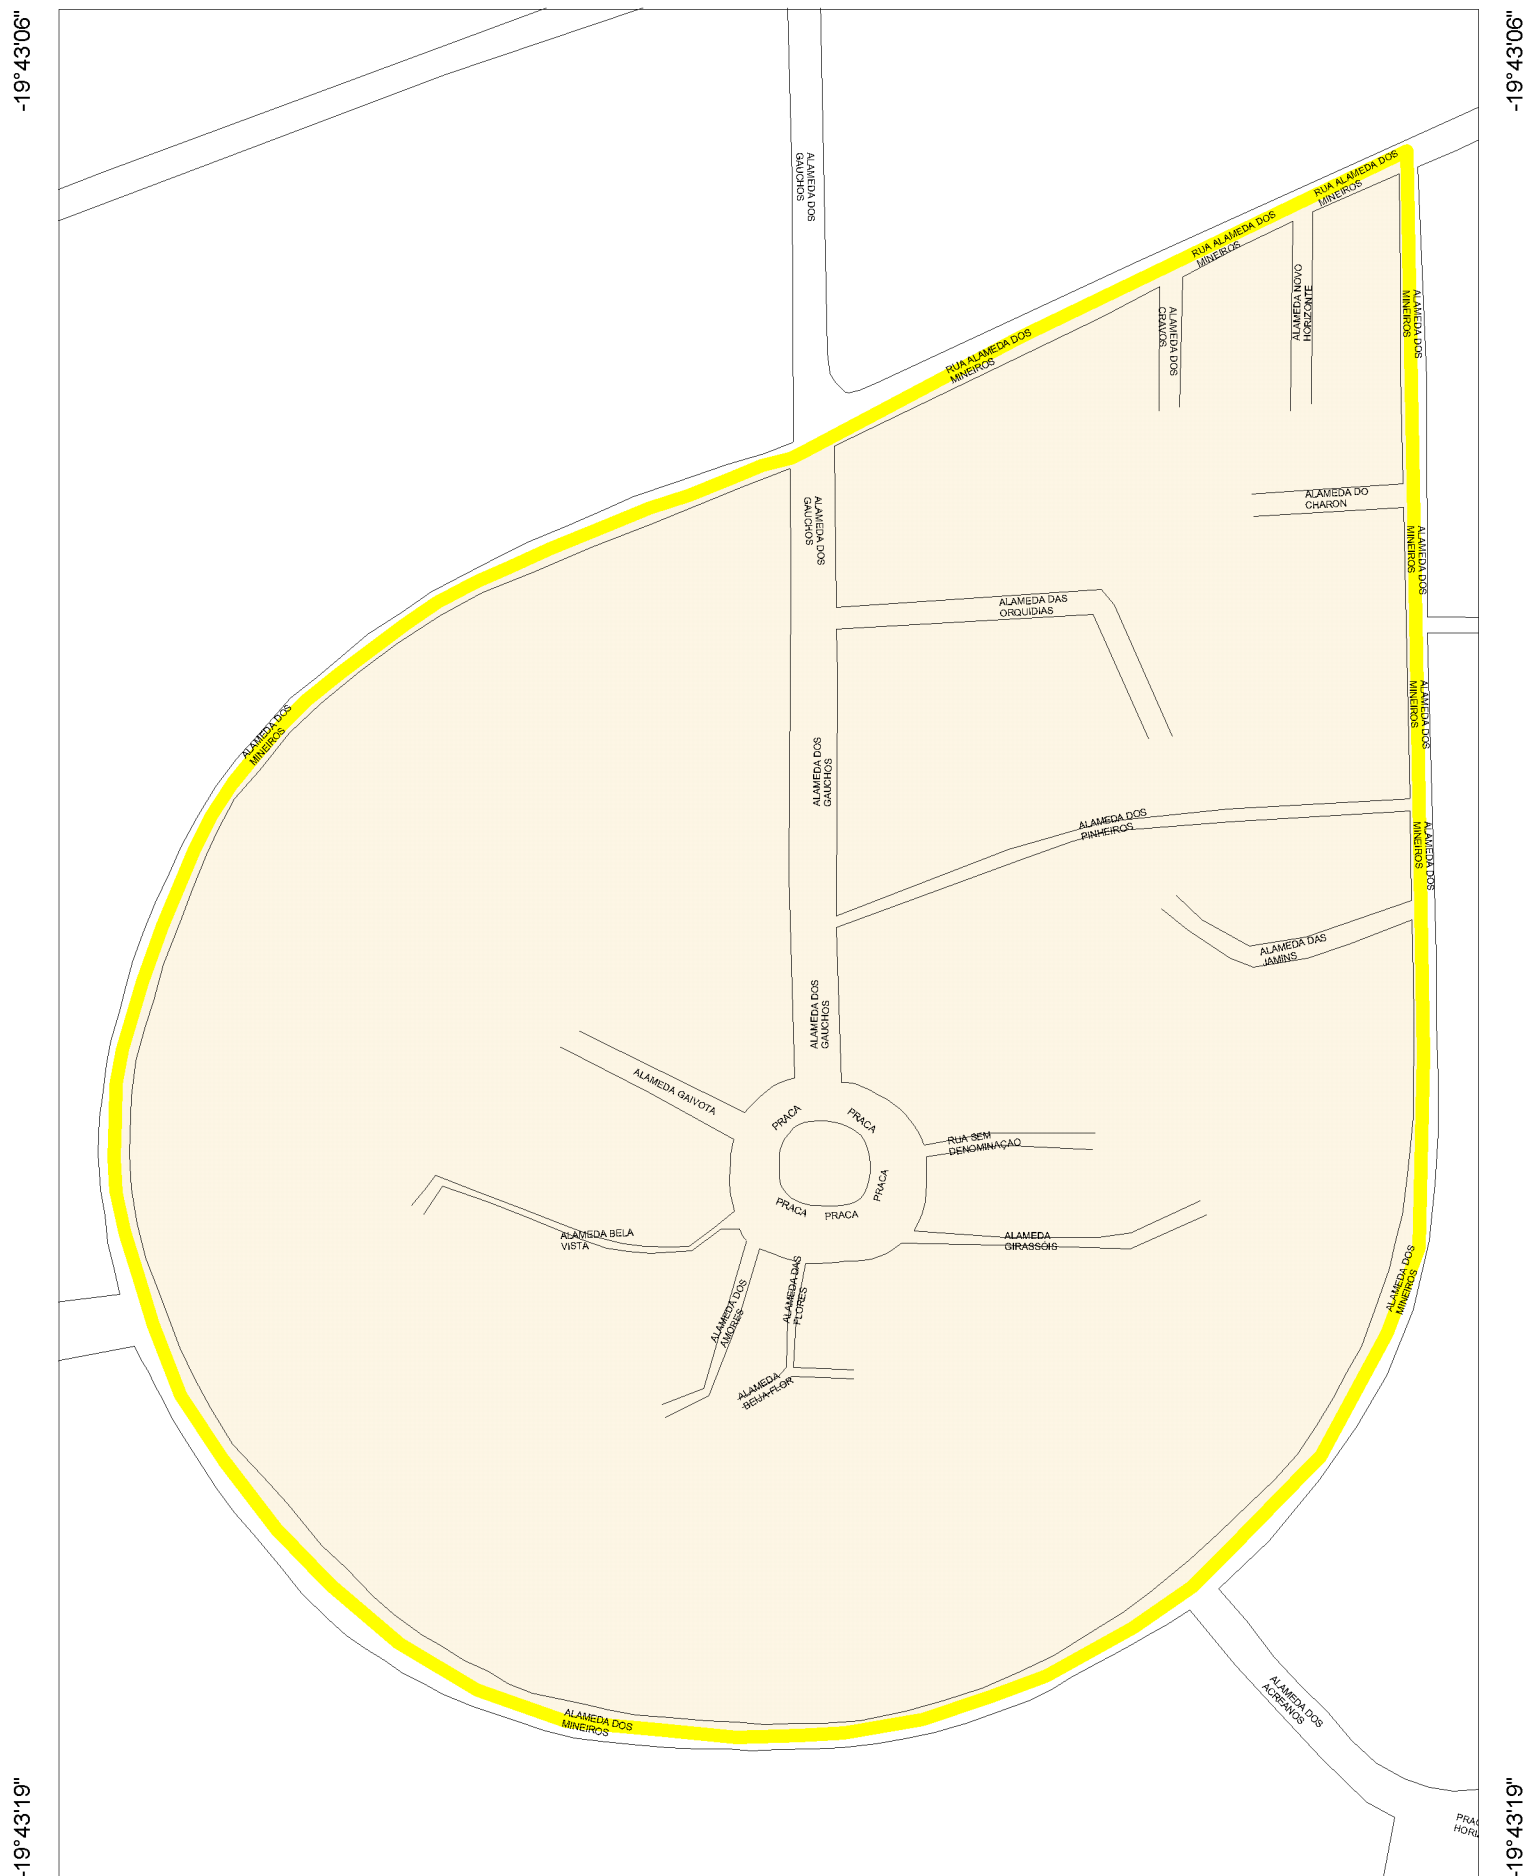 -19°43'06"
-19°43'06"
ALAMEDA DOS
GAUCHOS
RUA ALAMEDA DOS
MINEIROS
RUA ALAMEDA DOS
MINEIROS
RUA ALAMEDA DOS
MINEIROS
ALAMEDA NOVO
HORIZONTE
ALAMEDA DOS
CRAVOS
ALAMEDA DOS
MINEIROS
ALAMEDA DO
CHARON
ALAMEDA DOS
GAUCHOS
ALAMEDA DOS
MINEIROS
ALAMEDA DAS
ORQUIDIAS
ALAMEDA DOS
MINEIROS
ALAMEDA DOS
MINEIROS
ALAMEDA DOS
GAUCHOS
ALAMEDA DOS
PINHEIROS
ALAMEDA DOS
MINEIROS
ALAMEDA DAS
JAMINS
ALAMEDA DOS
GAUCHOS
ALAMEDA GAIVOTA
PRACA
PRACA
RUA SEM
DENOMINAÇAO
PRACA
PRACA
PRACA
ALAMEDA BELA
VISTA
ALAMEDA
GIRASSÓIS
ALAMEDA DOS
AMORES
ALAMEDA DAS
FLORES
ALAMEDA DOS
MINEIROS
ALAMEDA
BEIJA-FLOR
ALAMEDA DOS
MINEIROS
ALAMEDA DOS
ACREANOS
-19°43'19"
-19°43'19"